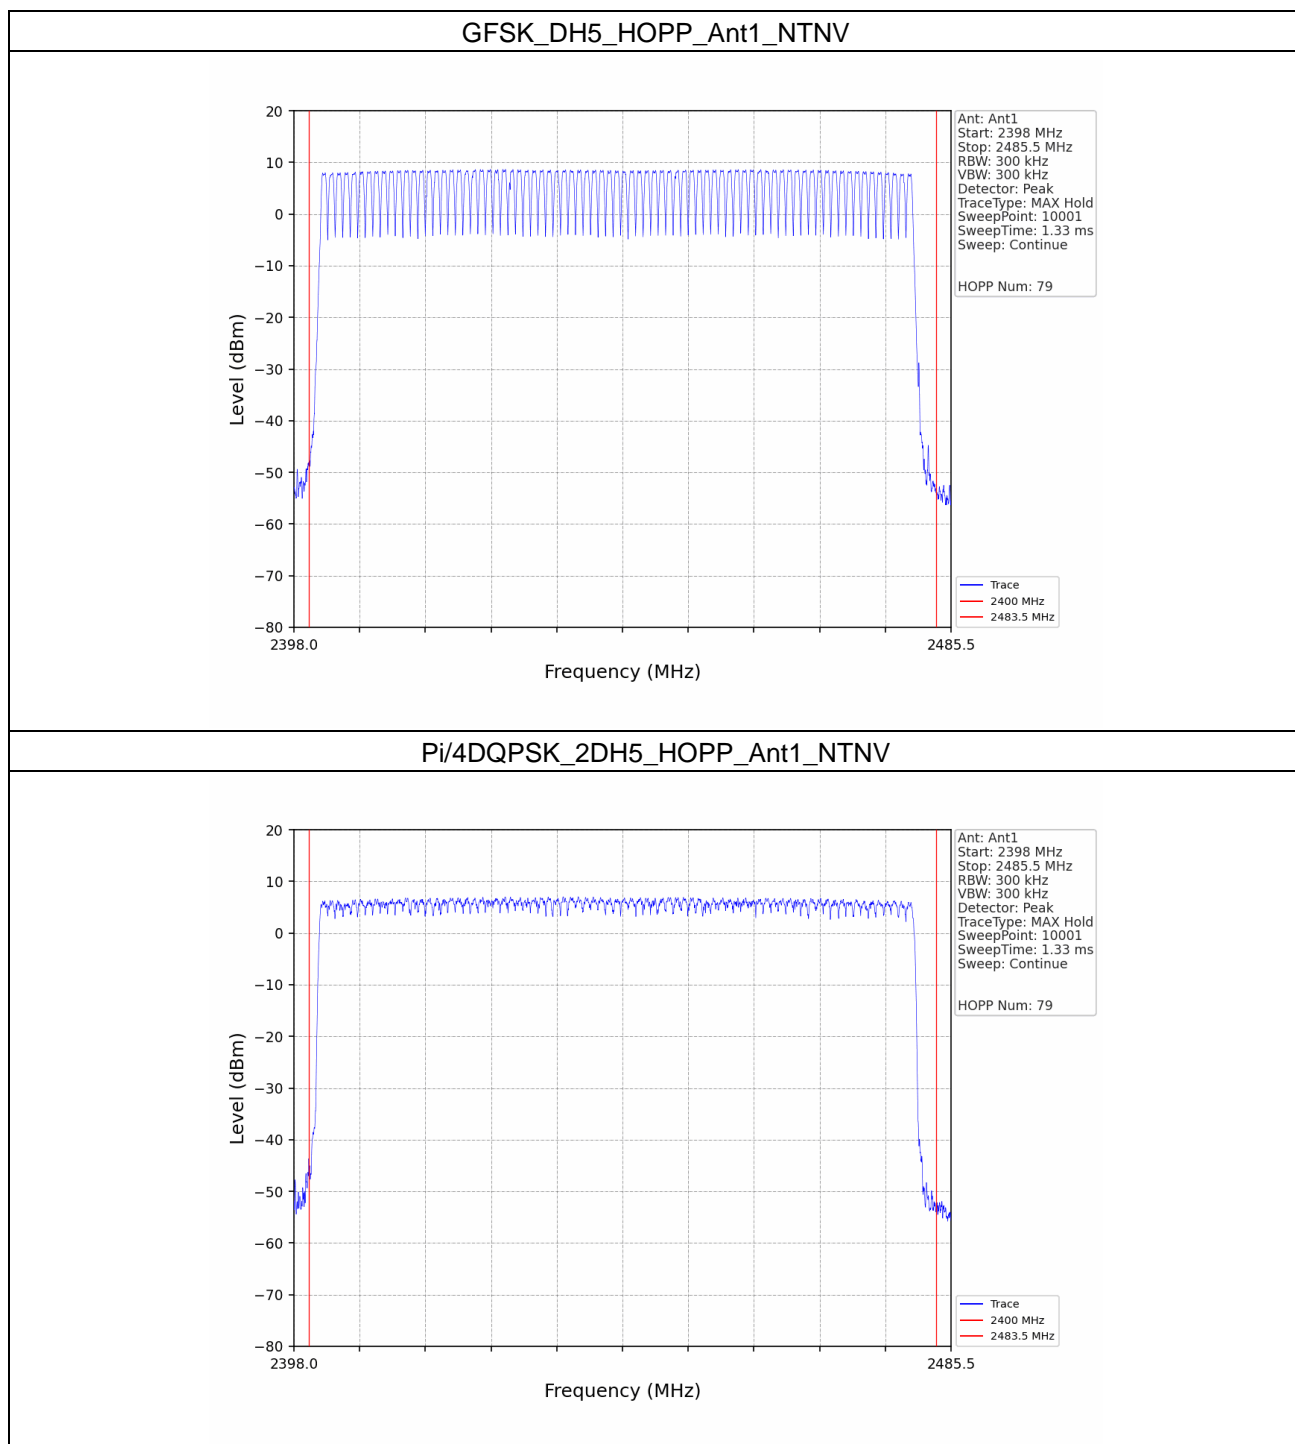 GFSK_DH5_HOPP_Ant1_NTNV
20
10
0
−10
−20
−30
−40
−50
−60
−70
−80
Level (dBm)
2398.0
2485.5
Frequency (MHz)
Ant: Ant1
Start: 2398 MHz
Stop: 2485.5 MHz
RBW: 300 kHz
VBW: 300 kHz
Detector: Peak
TraceType: MAX Hold
SweepPoint: 10001
SweepTime: 1.33 ms
Sweep: Continue
HOPP Num: 79
Trace
2400 MHz
2483.5 MHz
Pi/4DQPSK_2DH5_HOPP_Ant1_NTNV
20
10
0
−10
−20
−30
−40
−50
−60
−70
−80
Level (dBm)
2398.0
2485.5
Frequency (MHz)
Ant: Ant1
Start: 2398 MHz
Stop: 2485.5 MHz
RBW: 300 kHz
VBW: 300 kHz
Detector: Peak
TraceType: MAX Hold
SweepPoint: 10001
SweepTime: 1.33 ms
Sweep: Continue
HOPP Num: 79
Trace
2400 MHz
2483.5 MHz